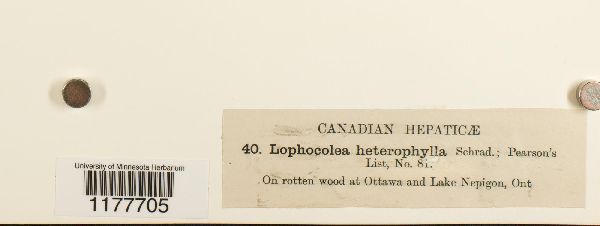 CANADIAN HEPATICÆ
40. Lophocolea heterophylla Schrad.; Pearson's
List, No. 81.
On rotten wood at Ottawa and Lake Nepigon, Ont
University of Minnesota Herbarium
1177705